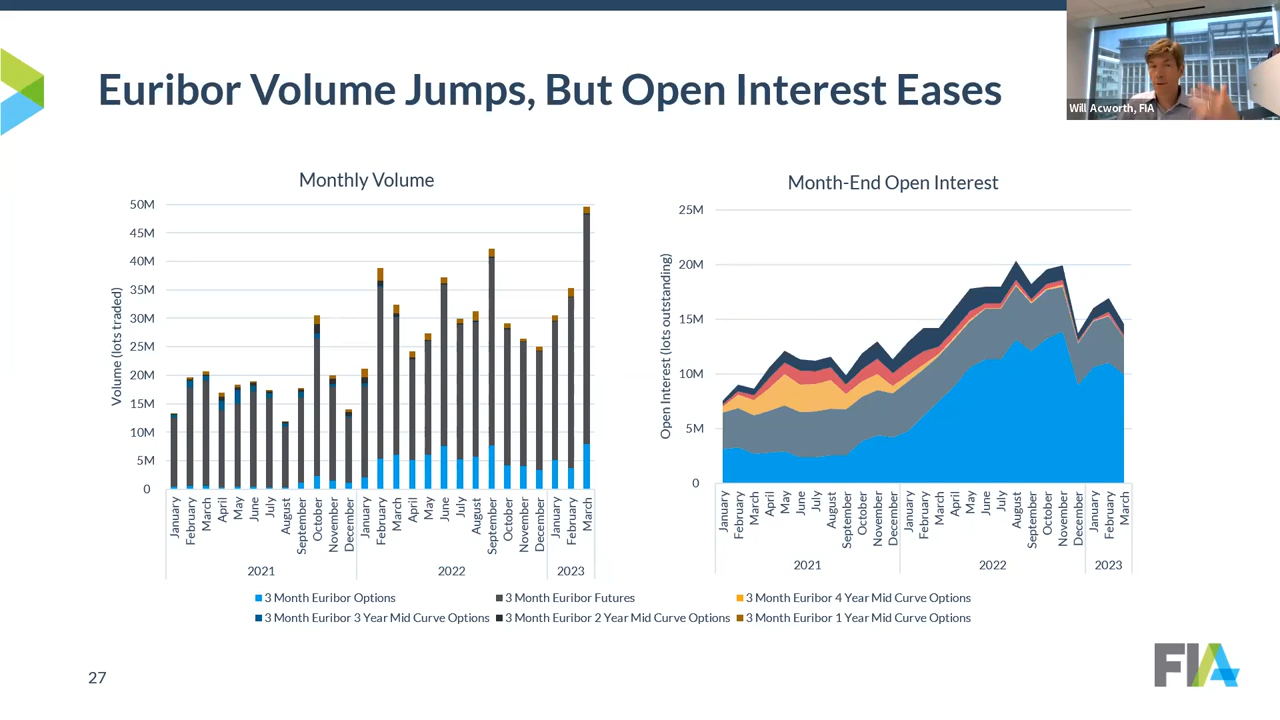 Euribor Volume Jumps, But Open Interest Eases
Will Acworth, FIA
Monthly Volume
50M
45M
40M
35M
30M
25M
20M
15M
10M
5M
0
Volume (lots traded)
January
February
March
April
May
June
July
August
September
October
November
December
January
February
March
April
May
June
July
August
September
October
November
December
January
February
March
2021
2022
2023
Month-End Open Interest
25M
20M
15M
10M
5M
0
Open Interest (lots outstanding)
January
February
March
April
May
June
July
August
September
October
November
December
January
February
March
April
May
June
July
August
September
October
November
December
January
February
March
2021
2022
2023
3 Month Euribor Options
3 Month Euribor Futures
3 Month Euribor 4 Year Mid Curve Options
3 Month Euribor 3 Year Mid Curve Options
3 Month Euribor 2 Year Mid Curve Options
3 Month Euribor 1 Year Mid Curve Options
27
FIA